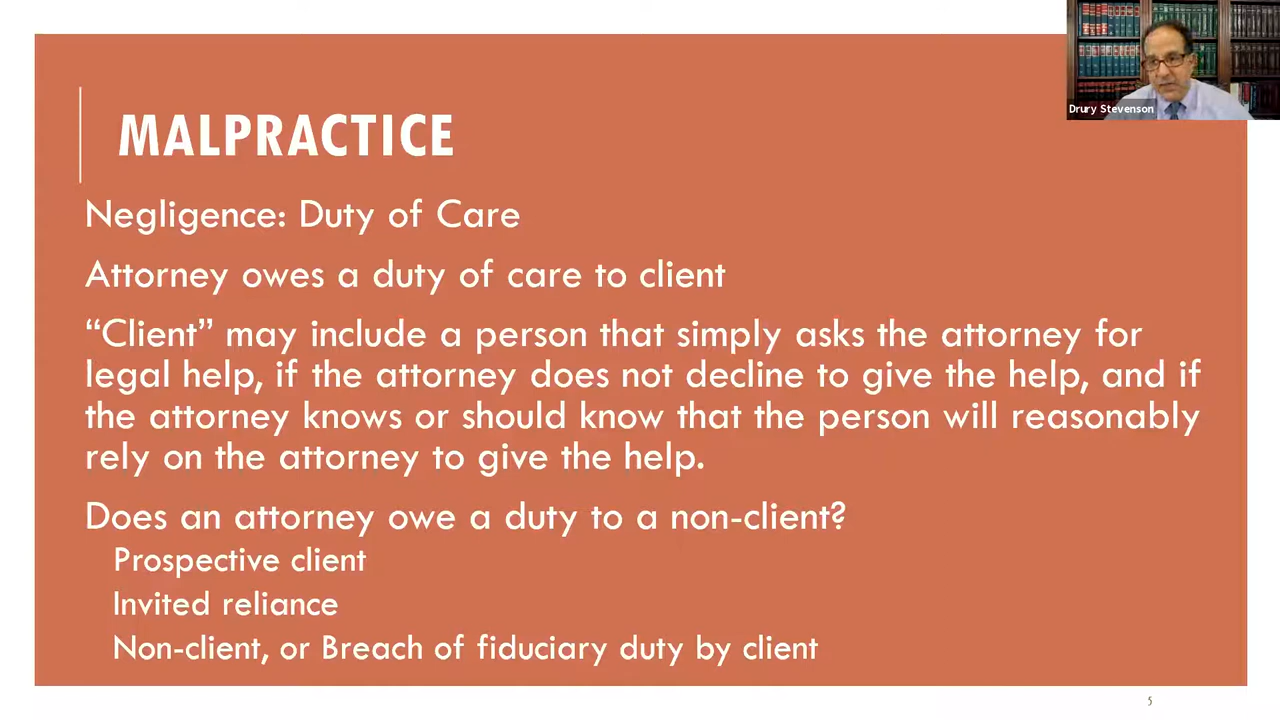 Drury Stevenson
MALPRACTICE
Negligence: Duty of Care
Attorney owes a duty of care to client
“Client” may include a person that simply asks the attorney for
legal help, if the attorney does not decline to give the help, and if
the attorney knows or should know that the person will reasonably
rely on the attorney to give the help.
Does an attorney owe a duty to a non-client?
Prospective client
Invited reliance
Non-client, or Breach of fiduciary duty by client
5